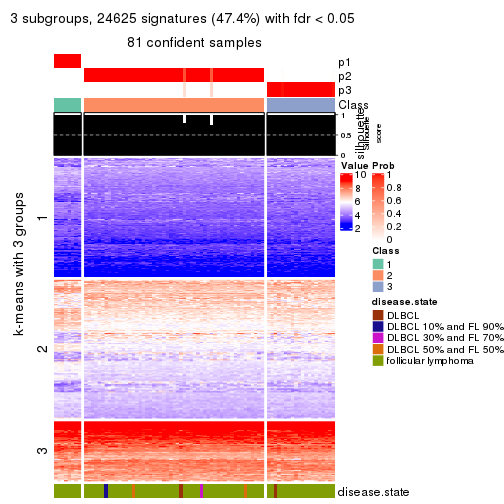 3 subgroups, 24625 signatures (47.4%) with fdr < 0.05
81 confident samples
p1
p2
p3
Class
1
0.5
0
silhouette
Silhouette
score
k-means with 3 groups
1
2
3
disease.state
Value
10
8
6
4
2
Prob
1
0.8
0.6
0.4
0.2
0
Class
1
2
3
disease.state
DLBCL
DLBCL 10% and FL 90%
DLBCL 30% and FL 70%
DLBCL 50% and FL 50%
follicular lymphoma